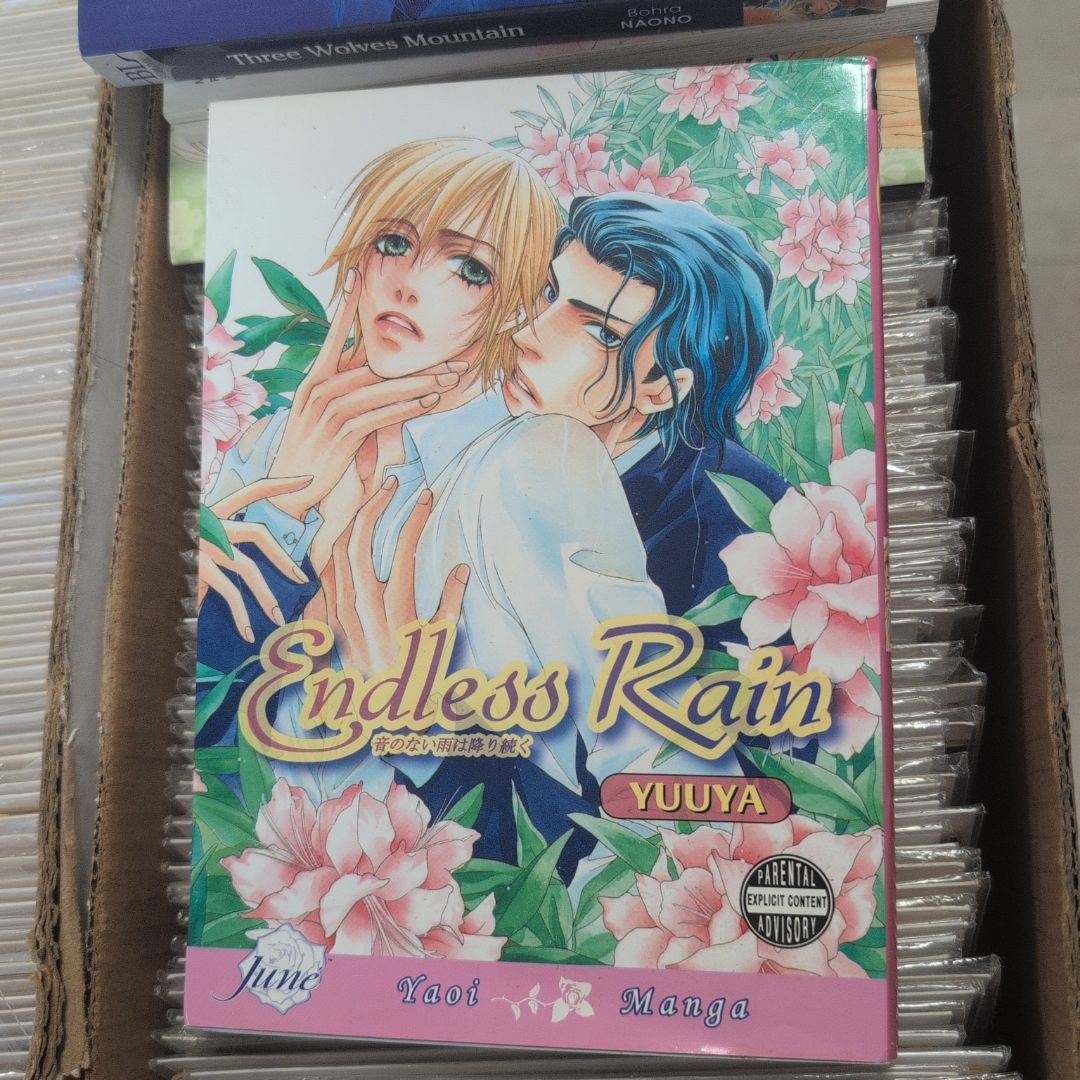 Three Wolves Mountain
Bohra
NAONO
Endless Rain
音のない雨は降り続く
YUUYA
PARENTAL
EXPLICIT CONTENT
ADVISORY
June
Yaoi Manga